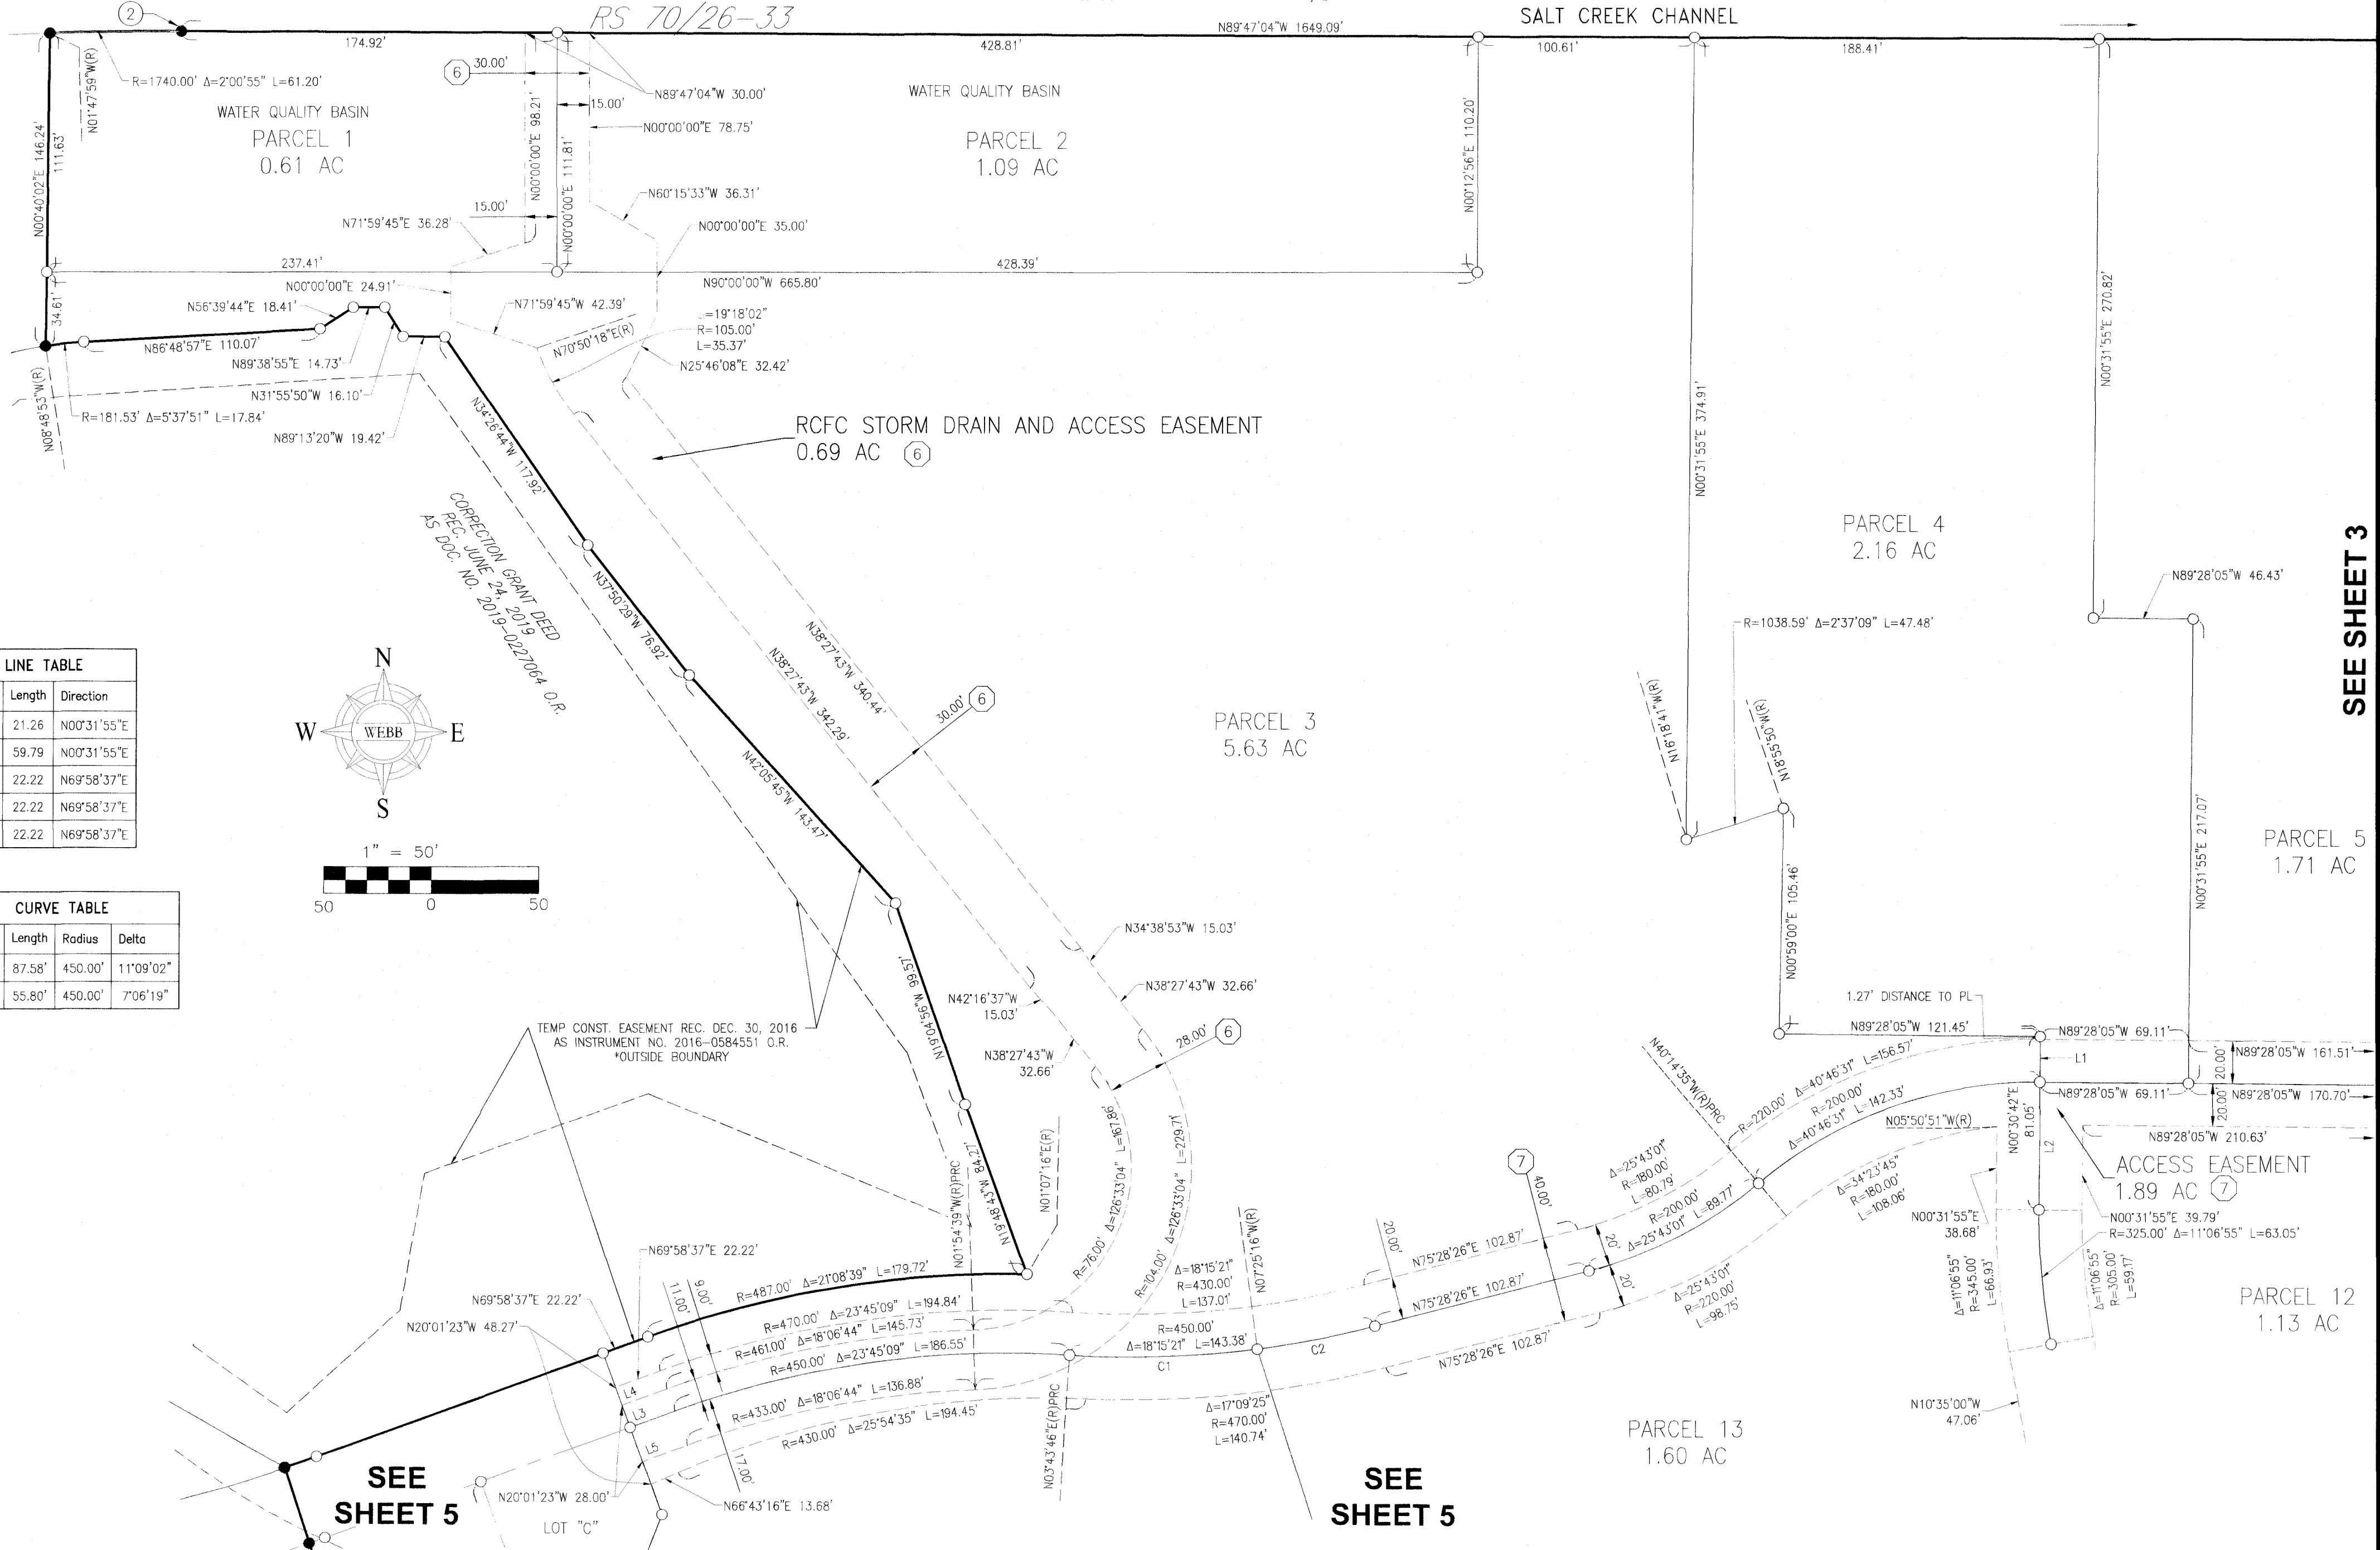 2
RS 70/26-33
N89°47'04"W 1649.09'
SALT CREEK CHANNEL
174.92'
428.81'
100.61'
188.41'
R=1740.00' Δ=2°00'55" L=61.20'
N01°47'59"W(R)
6
30.00'
N89°47'04"W 30.00'
15.00'
N00°00'00"E 78.75'
WATER QUALITY BASIN
PARCEL 1
0.61 AC
WATER QUALITY BASIN
PARCEL 2
1.09 AC
N00°40'02"E 146.24'
111.63'
N00°00'00"E 98.21'
N00°00'00"E 111.81'
N00°12'56"E 110.20'
N60°15'33"W 36.31'
15.00'
N71°59'45"E 36.28'
N00°00'00"E 35.00'
237.41'
428.39'
N90°00'00"W 665.80'
N00°00'00"E 24.91'
N56°39'44"E 18.41'
34.61'
N71°59'45"W 42.39'
N70°50'18"E(R)
=19°18'02"
R=105.00'
L=35.37'
N25°46'08"E 32.42'
N86°48'57"E 110.07'
N89°38'55"E 14.73'
N31°55'50"W 16.10'
N08°48'53"W(R)
R=181.53' Δ=5°37'51" L=17.84'
N89°13'20"W 19.42'
N34°26'44"W 117.92'
RCFC STORM DRAIN AND ACCESS EASEMENT
0.69 AC 6
CORRECTION GRANT DEED
REC. JUNE 24, 2019
AS DOC. NO. 2019-0227064 O.R.
N37°50'29"W 76.92'
N42°05'45"W 143.47'
N38°27'43"W 340.44'
N38°27'43"W 342.29'
30.00' 6
PARCEL 3
5.63 AC
N00°31'55"E 374.91'
N00°31'55"E 270.82'
PARCEL 4
2.16 AC
N89°28'05"W 46.43'
R=1038.59' Δ=2°37'09" L=47.48'
N16°18'41"W(R)
N18°55'50"W(R)
SEE SHEET 3
PARCEL 5
1.71 AC
N00°31'55"E 217.07'
N00°59'00"E 105.46'
LINE TABLE
Length Direction
21.26 N00°31'55"E
59.79 N00°31'55"E
22.22 N69°58'37"E
22.22 N69°58'37"E
22.22 N69°58'37"E
N
W WEBB E
S
1" = 50'
50 0 50
CURVE TABLE
Length Radius Delta
87.58' 450.00' 11°09'02"
55.80' 450.00' 7°06'19"
TEMP CONST. EASEMENT REC. DEC. 30, 2016
AS INSTRUMENT NO. 2016-0584551 O.R.
*OUTSIDE BOUNDARY
N19°04'56"W 99.57'
N34°38'53"W 15.03'
N38°27'43"W 32.66'
N42°16'37"W
15.03'
N38°27'43"W
32.66'
28.00' 6
1.27' DISTANCE TO PL
N89°28'05"W 121.45'
N89°28'05"W 69.11'
N89°28'05"W 161.51'
L1
20.00'
N89°28'05"W 69.11'
N89°28'05"W 170.70'
20.00'
N89°28'05"W 210.63'
N40°14'35"W(R)PRC
R=220.00' Δ=40°46'31" L=156.57'
R=200.00'
Δ=40°46'31" L=142.33'
N05°50'51"W(R)
N00°30'42"E
81.05'
L2
ACCESS EASEMENT
1.89 AC 7
N00°31'55"E 39.79'
R=325.00' Δ=11°06'55" L=63.05'
N00°31'55"E
38.68'
Δ=11°06'55"
R=345.00'
L=66.93'
Δ=11°06'55"
R=305.00'
L=59.17'
PARCEL 12
1.13 AC
N10°35'00"W
47.06'
Δ=34°23'45"
R=180.00'
L=108.06'
Δ=25°43'01"
R=180.00'
L=80.79'
R=200.00'
Δ=25°43'01" L=89.77'
Δ=25°43'01"
R=220.00'
L=98.75'
7
40.00'
20'
20'
20.00'
N75°28'26"E 102.87'
N75°28'26"E 102.87'
N75°28'26"E 102.87'
N19°48'43"W 84.27'
N01°54'39"W(R)PRC
N01°07'16"E(R)
R=76.00' Δ=126°33'04" L=167.86'
R=104.00' Δ=126°33'04" L=229.71'
N07°25'16"W(R)
Δ=18°15'21"
R=430.00'
L=137.01'
R=450.00'
Δ=18°15'21" L=143.38'
C1
C2
Δ=17°09'25"
R=470.00'
L=140.74'
N03°43'46"E(R)PRC
N69°58'37"E 22.22'
N69°58'37"E 22.22'
N20°01'23"W 48.27'
11.00'
9.00'
R=487.00' Δ=21°08'39" L=179.72'
R=470.00' Δ=23°45'09" L=194.84'
R=461.00' Δ=18°06'44" L=145.73'
R=450.00' Δ=23°45'09" L=186.55'
R=433.00' Δ=18°06'44" L=136.88'
R=430.00' Δ=25°54'35" L=194.45'
L4
L3
L5
17.00'
N20°01'23"W 28.00'
N66°43'16"E 13.68'
LOT "C"
SEE
SHEET 5
SEE
SHEET 5
PARCEL 13
1.60 AC